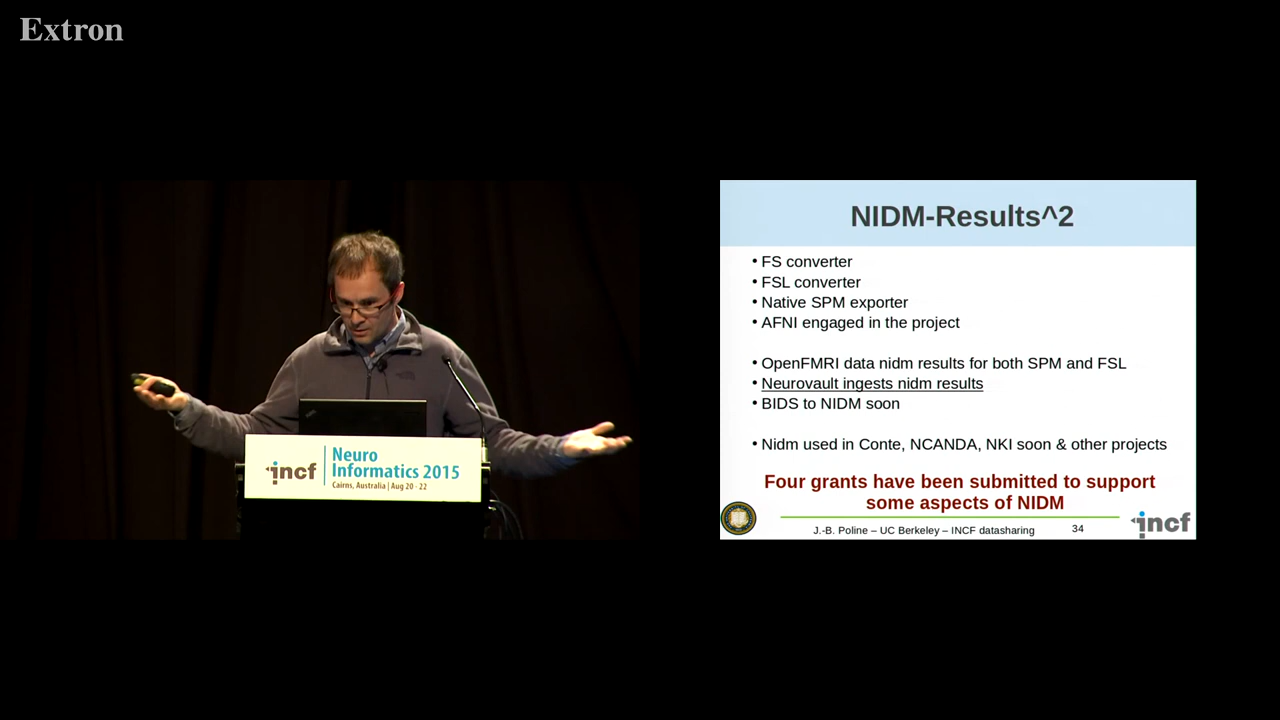 Extron
incf
Neuro
Informatics 2015
Cairns, Australia | Aug 20 - 22
NIDM-Results^2
• FS converter
• FSL converter
• Native SPM exporter
• AFNI engaged in the project
• OpenFMRI data nidm results for both SPM and FSL
• Neurovault ingests nidm results
• BIDS to NIDM soon
• Nidm used in Conte, NCANDA, NKI soon & other projects
Four grants have been submitted to support
some aspects of NIDM
J.-B. Poline – UC Berkeley – INCF datasharing
34
incf